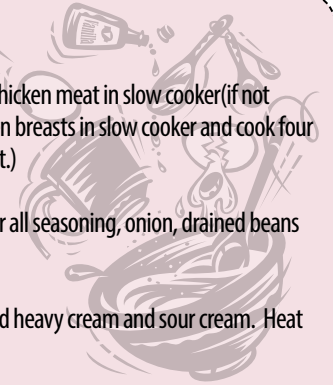 hicken meat in slow cooker(if not
n breasts in slow cooker and cook four
t.)
r all seasoning, onion, drained beans
d heavy cream and sour cream. Heat